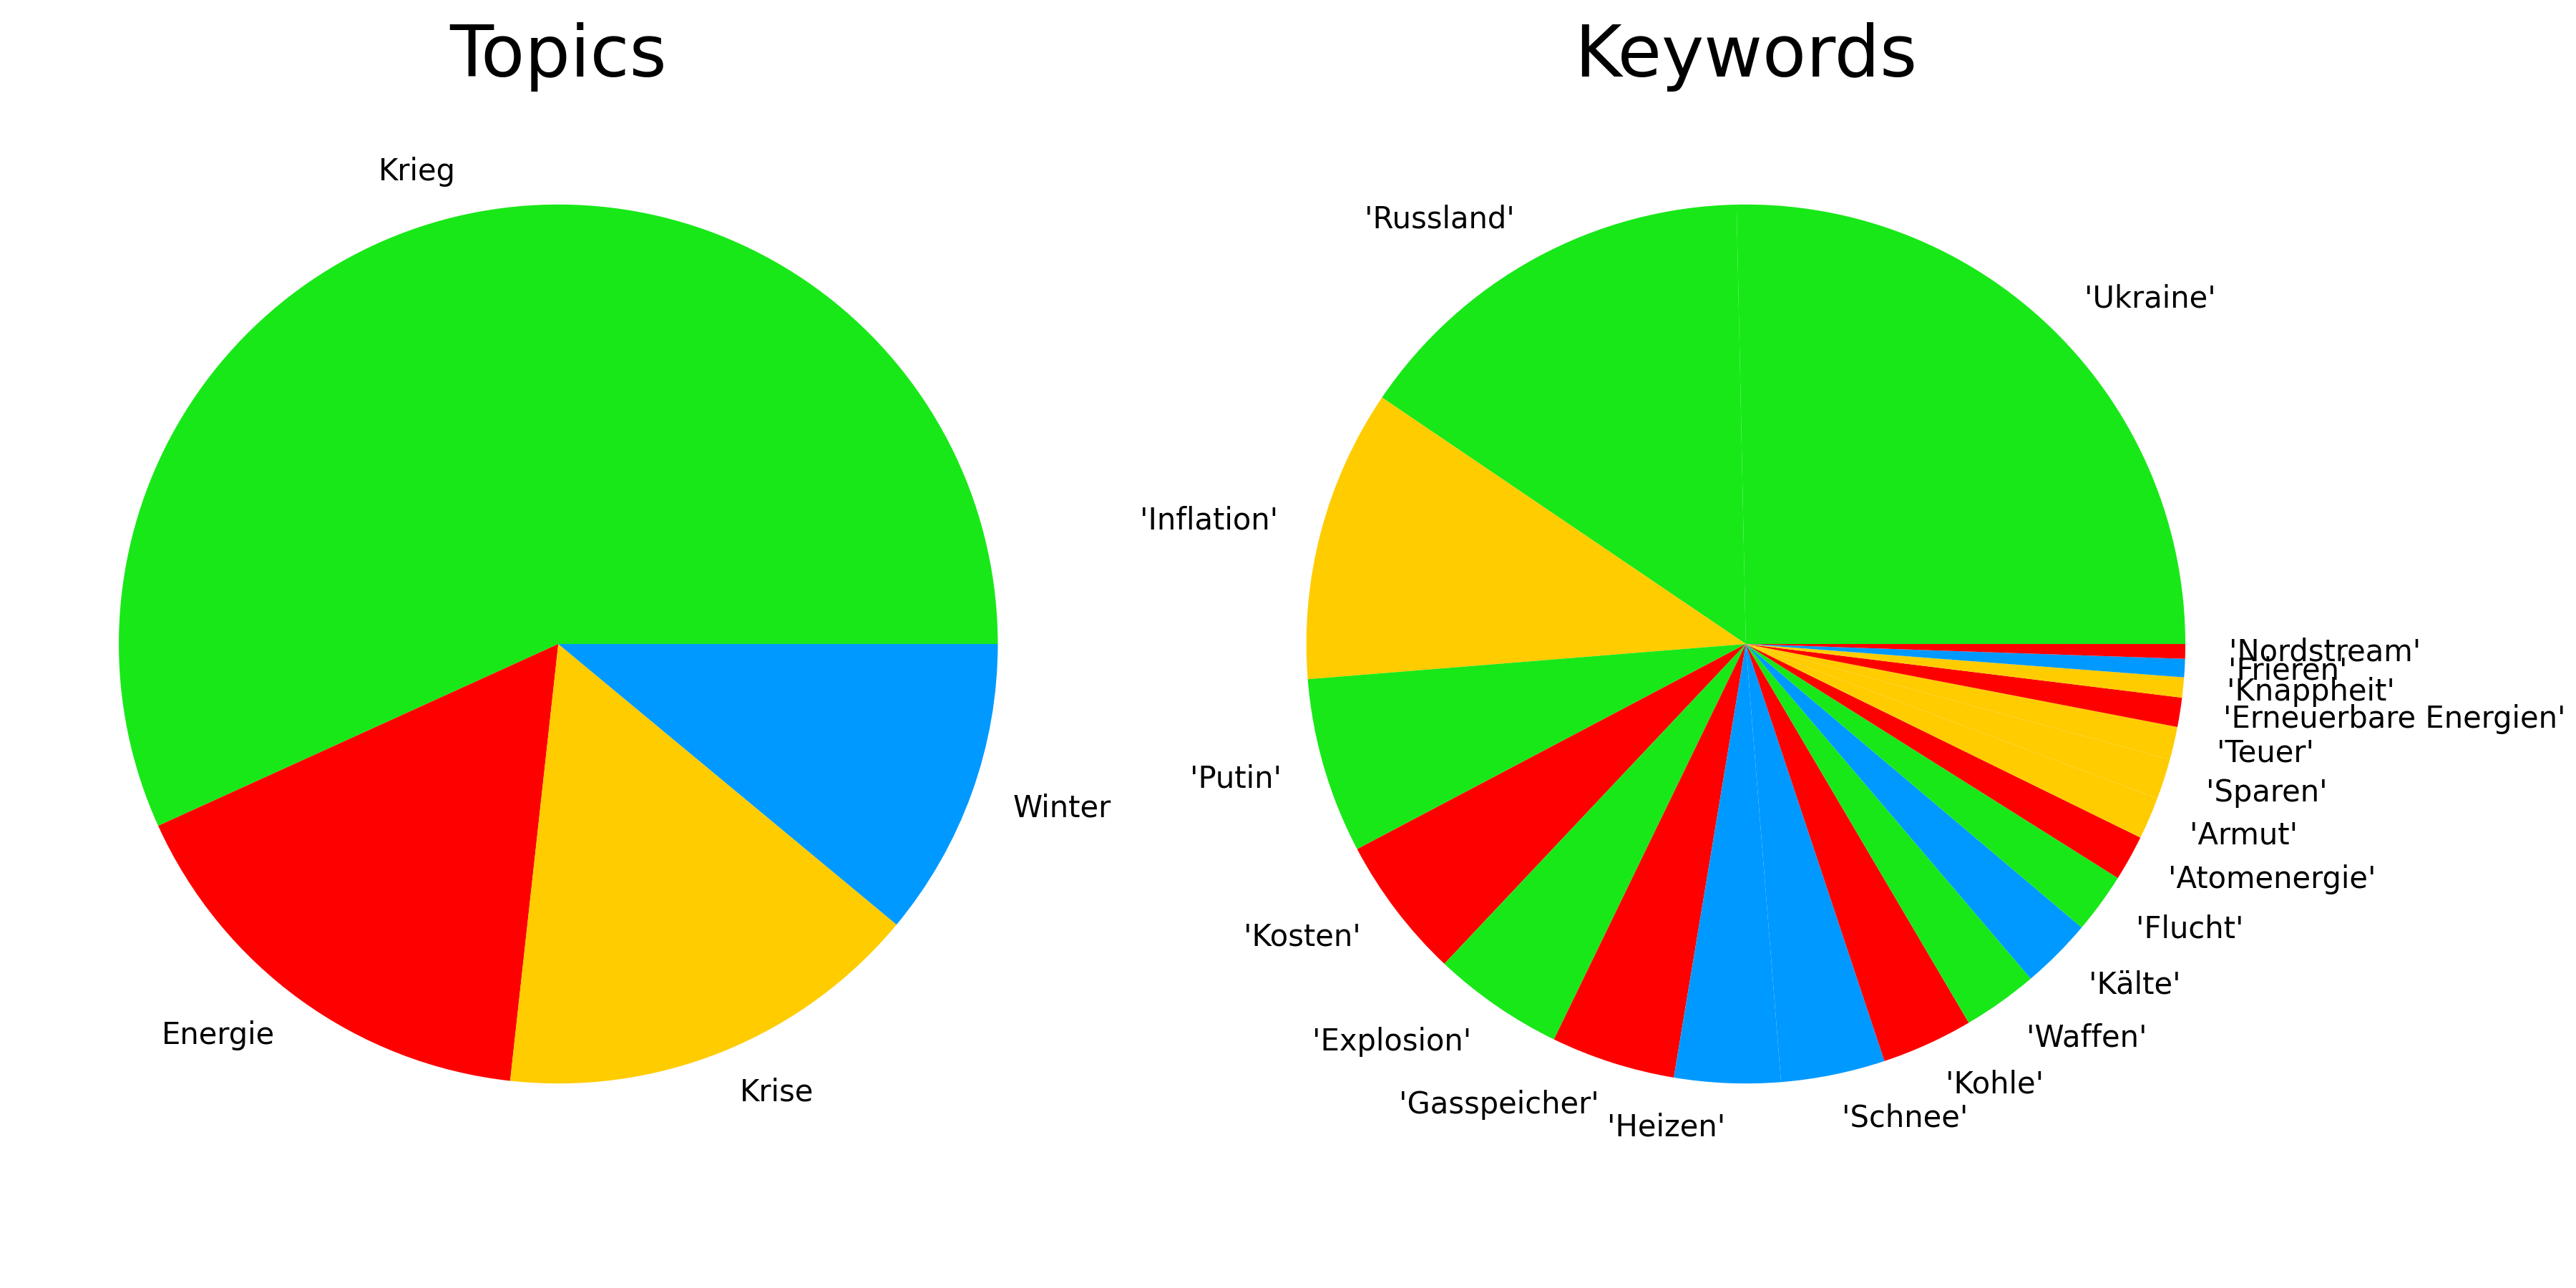 Topics
Krieg
Energie
Krise
Winter
Keywords
'Ukraine'
'Russland'
'Inflation'
'Putin'
'Kosten'
'Explosion'
'Gasspeicher'
'Heizen'
'Schnee'
'Kohle'
'Waffen'
'Kälte'
'Flucht'
'Atomenergie'
'Armut'
'Sparen'
'Teuer'
'Erneuerbare Energien'
'Knappheit'
'Frieren'
'Nordstream'